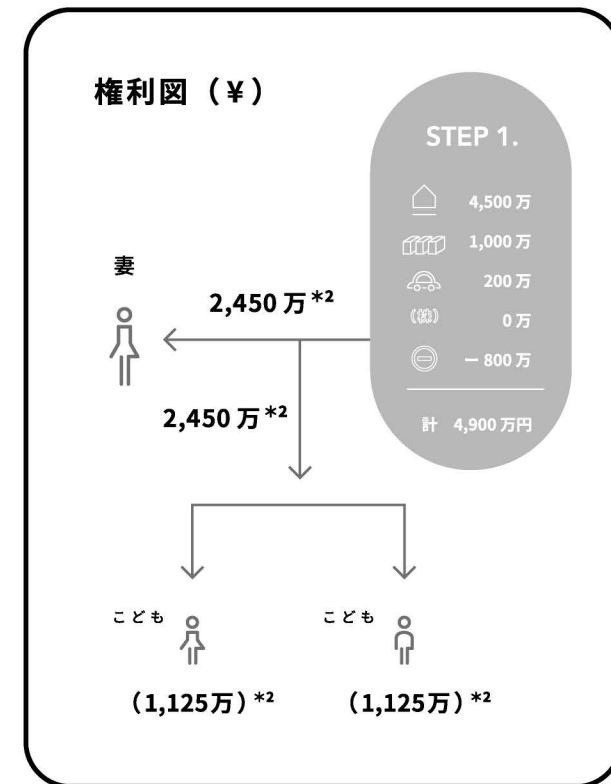 権利図（¥）
STEP 1.
4,500 万
1,000 万
200 万
(株) 0 万
− 800 万
計 4,900 万円
妻
2,450 万*²
2,450 万*²
こども こども
（1,125万）*² （1,125万）*²